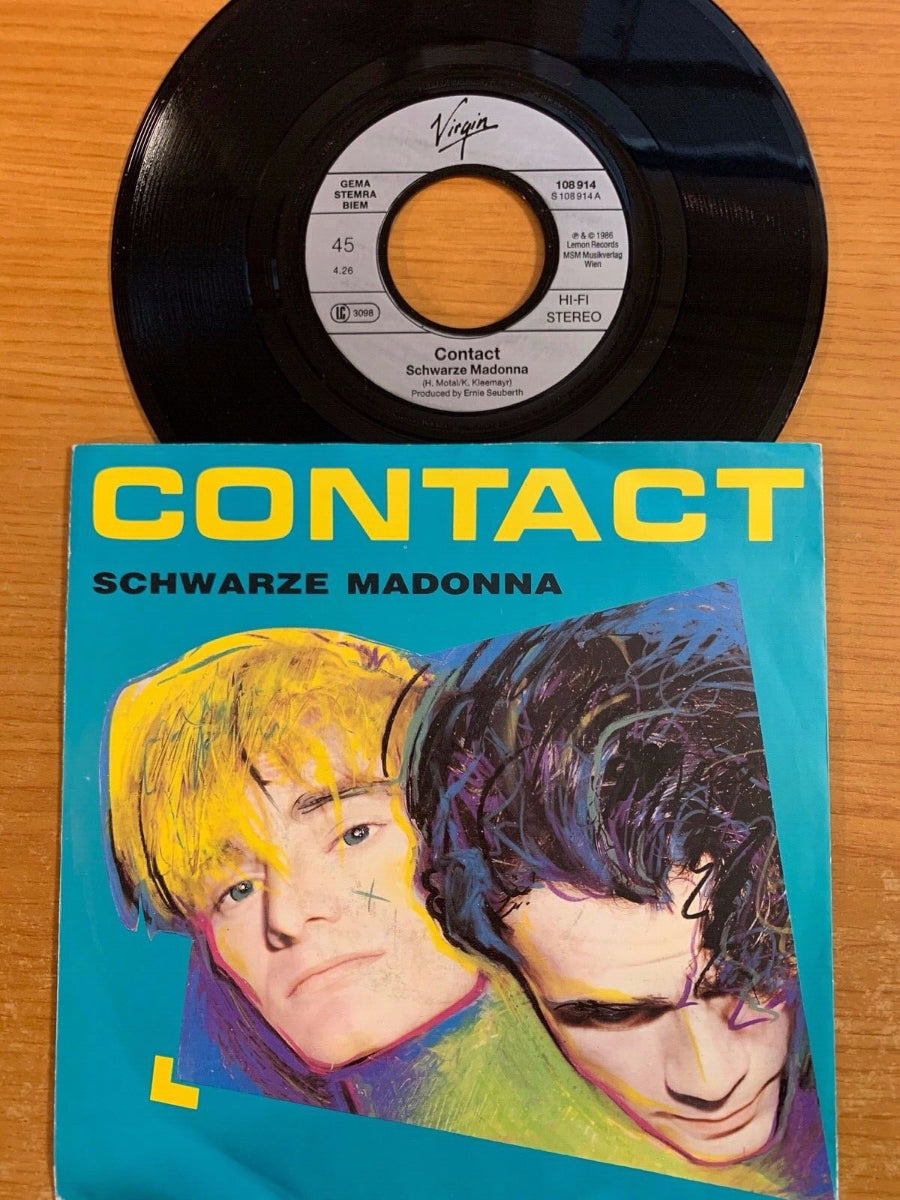 Virgin
GEMA
STEMRA
BIEM
108 914
S 108 914 A
45
4.26
℗ & © 1986
Lemon Records
MSM Musikverlag
Wien
LC 3098
HI-FI
STEREO
Contact
Schwarze Madonna
(H. Motal/K. Kleemayr)
Produced by Ernie Seuberth
CONTACT
SCHWARZE MADONNA